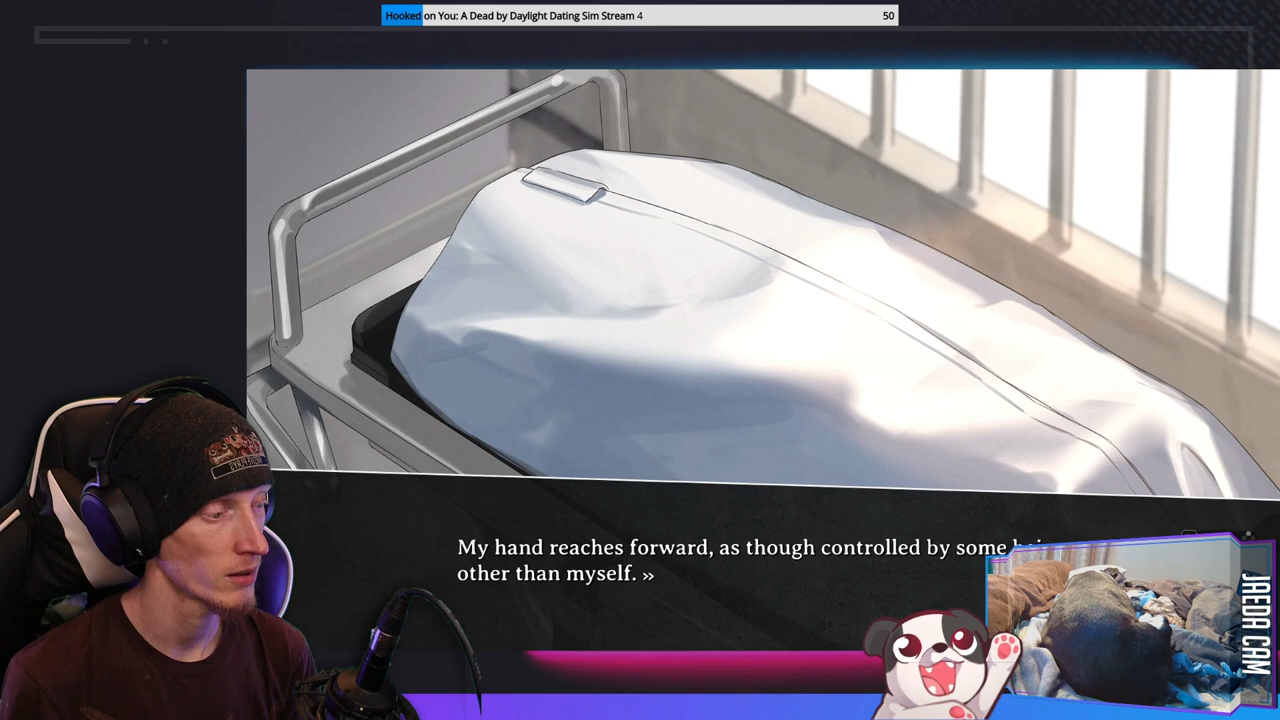 Hooked on You: A Dead by Daylight Dating Sim Stream 4
50
My hand reaches forward, as though controlled by some
other than myself. »
JAEDA CAM